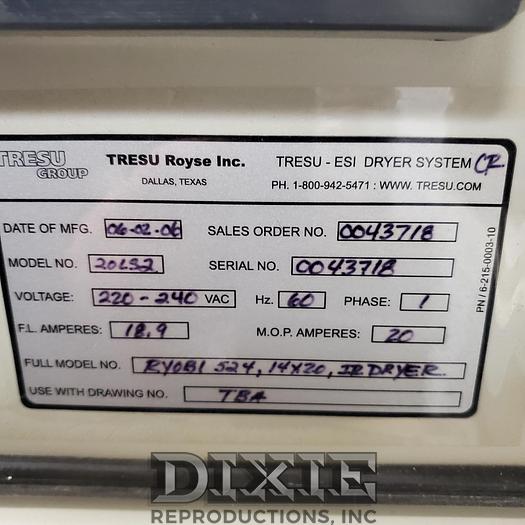 TRESU GROUP TRESU Royse Inc. TRESU - ESI DRYER SYSTEM CR
DALLAS, TEXAS PH. 1-800-942-5471 : WWW. TRESU.COM
DATE OF MFG. 06-02-06 SALES ORDER NO. 0043718
MODEL NO. 20LS2 SERIAL NO. 0043718
VOLTAGE: 220-240 VAC Hz. 60 PHASE: 1
F.L. AMPERES: 18.9 M.O.P. AMPERES: 20
FULL MODEL NO. RYOBI 524, 14X20, IR DRYER
USE WITH DRAWING NO. TBA
PN / 6-215-0003-10
DIXIE
REPRODUCTIONS, INC